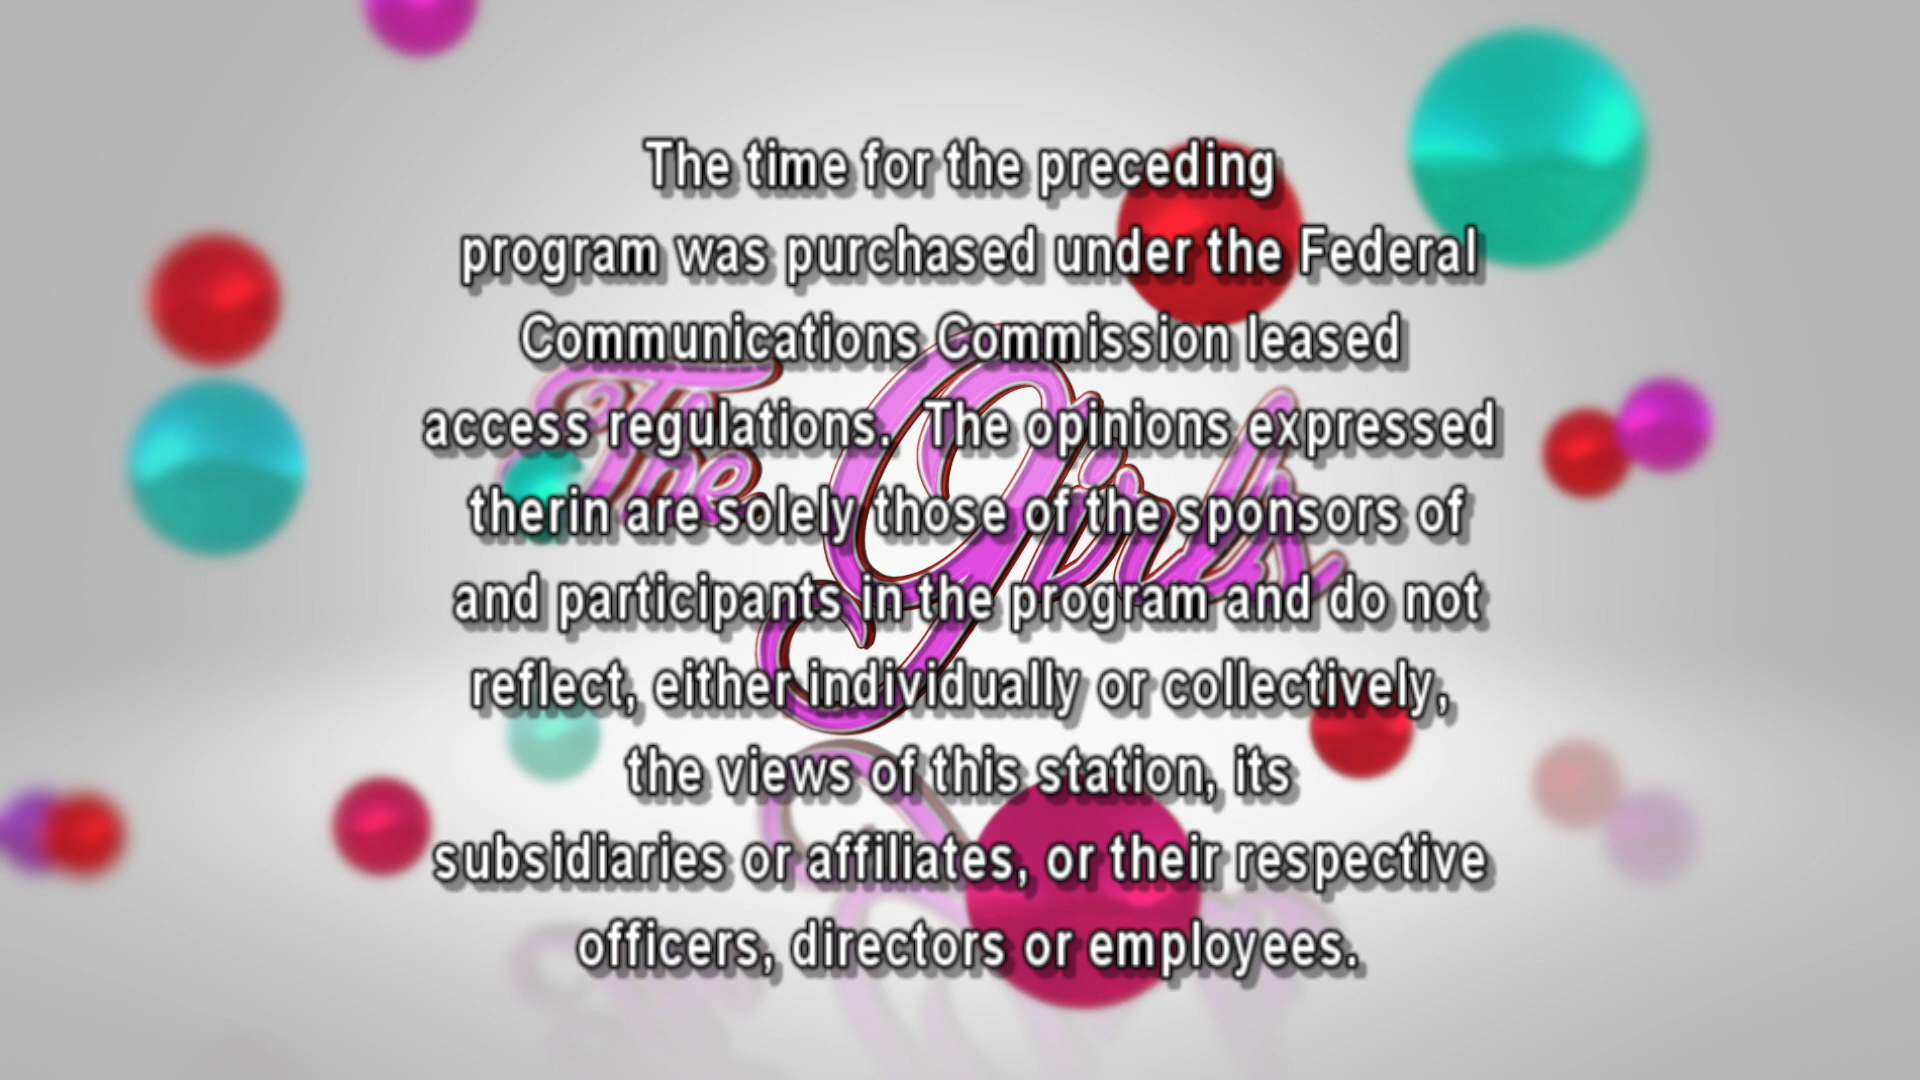 The time for the preceding
program was purchased under the Federal
Communications Commission leased
access regulations. The opinions expressed
therin are solely those of the sponsors of
and participants in the program and do not
reflect, either individually or collectively,
the views of this station, its
subsidiaries or affiliates, or their respective
officers, directors or employees.
The Girls